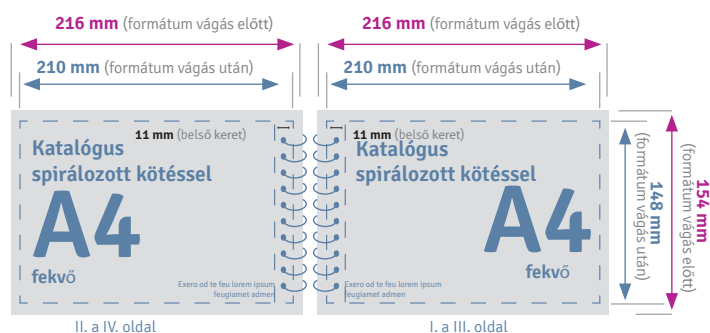 216 mm (formátum vágás előtt)
216 mm (formátum vágás előtt)
210 mm (formátum vágás után)
210 mm (formátum vágás után)
11 mm (belső keret)
Katalógus
spirálozott kötéssel
A4
fekvő
Exero od te feu lorem ipsum
feugiamet admen
11 mm (belső keret)
Katalógus
spirálozott kötéssel
A4
fekvő
Exero od te feu lorem ipsum
feugiamet admen
148 mm
(formátum vágás után)
154 mm
(formátum vágás előtt)
II. a IV. oldal
I. a III. oldal